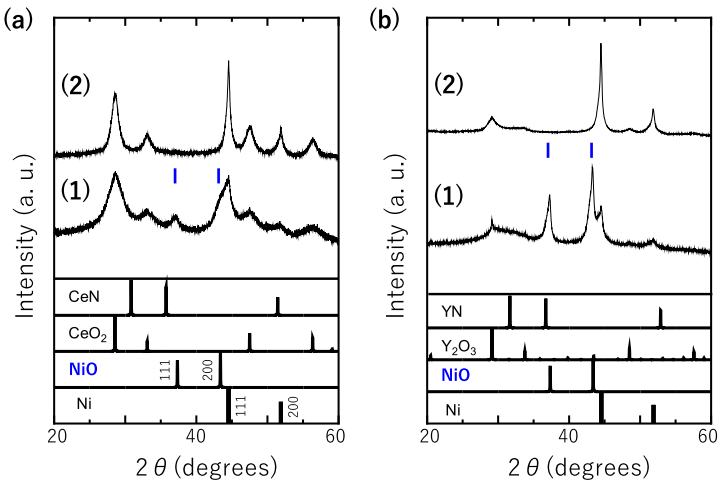 (a)
(2)
(1)
Intensity (a. u.)
CeN
CeO₂
NiO
111
200
Ni
111
200
20
40
60
2θ (degrees)
(b)
(2)
(1)
Intensity (a. u.)
YN
Y₂O₃
NiO
Ni
20
40
60
2θ (degrees)